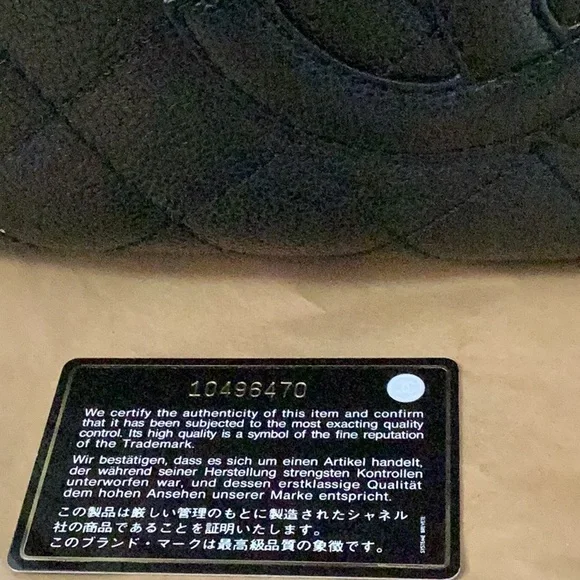 10496470
We certify the authenticity of this item and confirm
that it has been subjected to the most exacting quality
control. Its high quality is a symbol of the fine reputation
of the Trademark.
Wir bestätigen, dass es sich um einen Artikel handelt,
der während seiner Herstellung strengsten Kontrollen
unterworfen war, und dessen erstklassige Qualität
dem hohen Ansehen unserer Marke entspricht.
この製品は厳しい管理のもとに製造されたシャネル
社の商品であることを証明いたします。
このブランド・マークは最高級品質の象徴です。
SYSTEME BREVETE